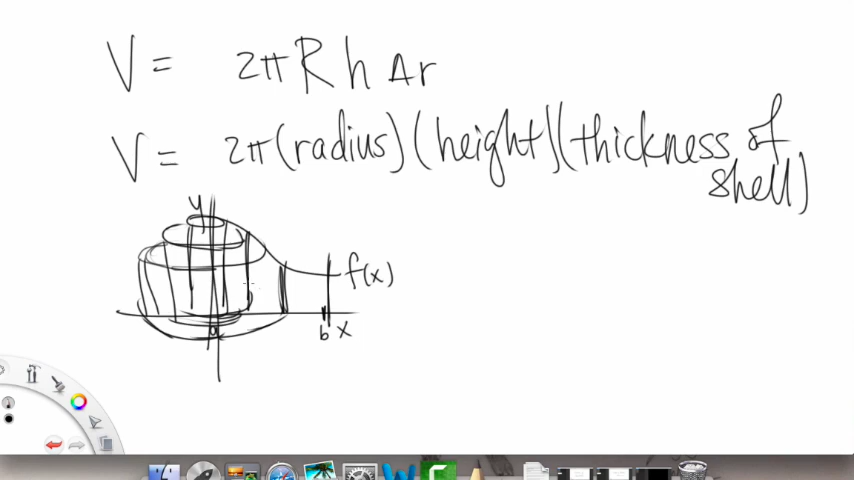 V = 2π R h Δr
V = 2π (radius) (height) (thickness of
shell)
y
f(x)
a
b x